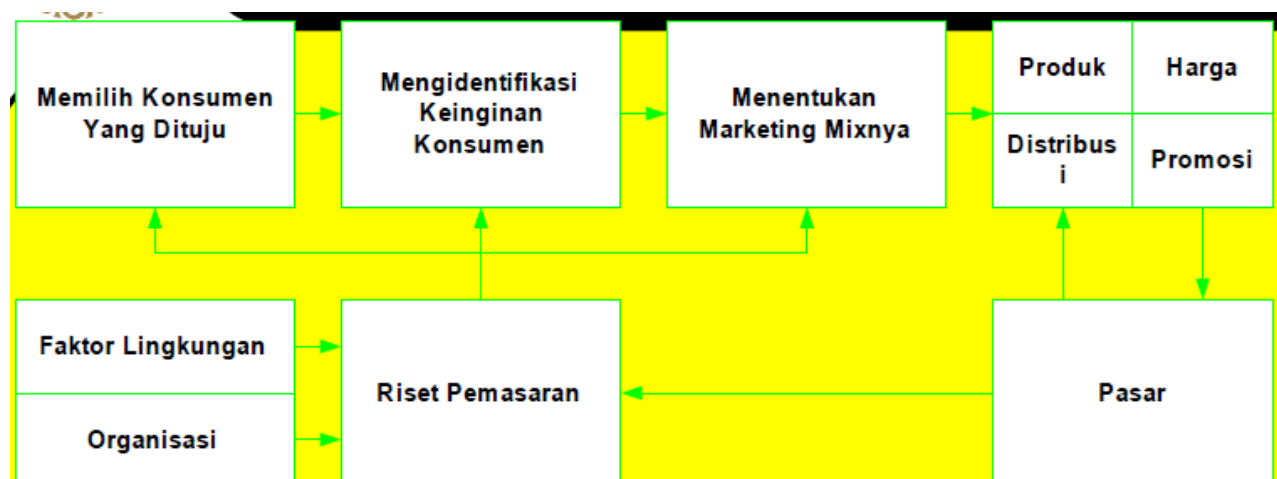 Memilih Konsumen
Yang Dituju
Mengidentifikasi
Keinginan
Konsumen
Menentukan
Marketing Mixnya
Produk
Harga
Distribus
i
Promosi
Faktor Lingkungan
Organisasi
Riset Pemasaran
Pasar